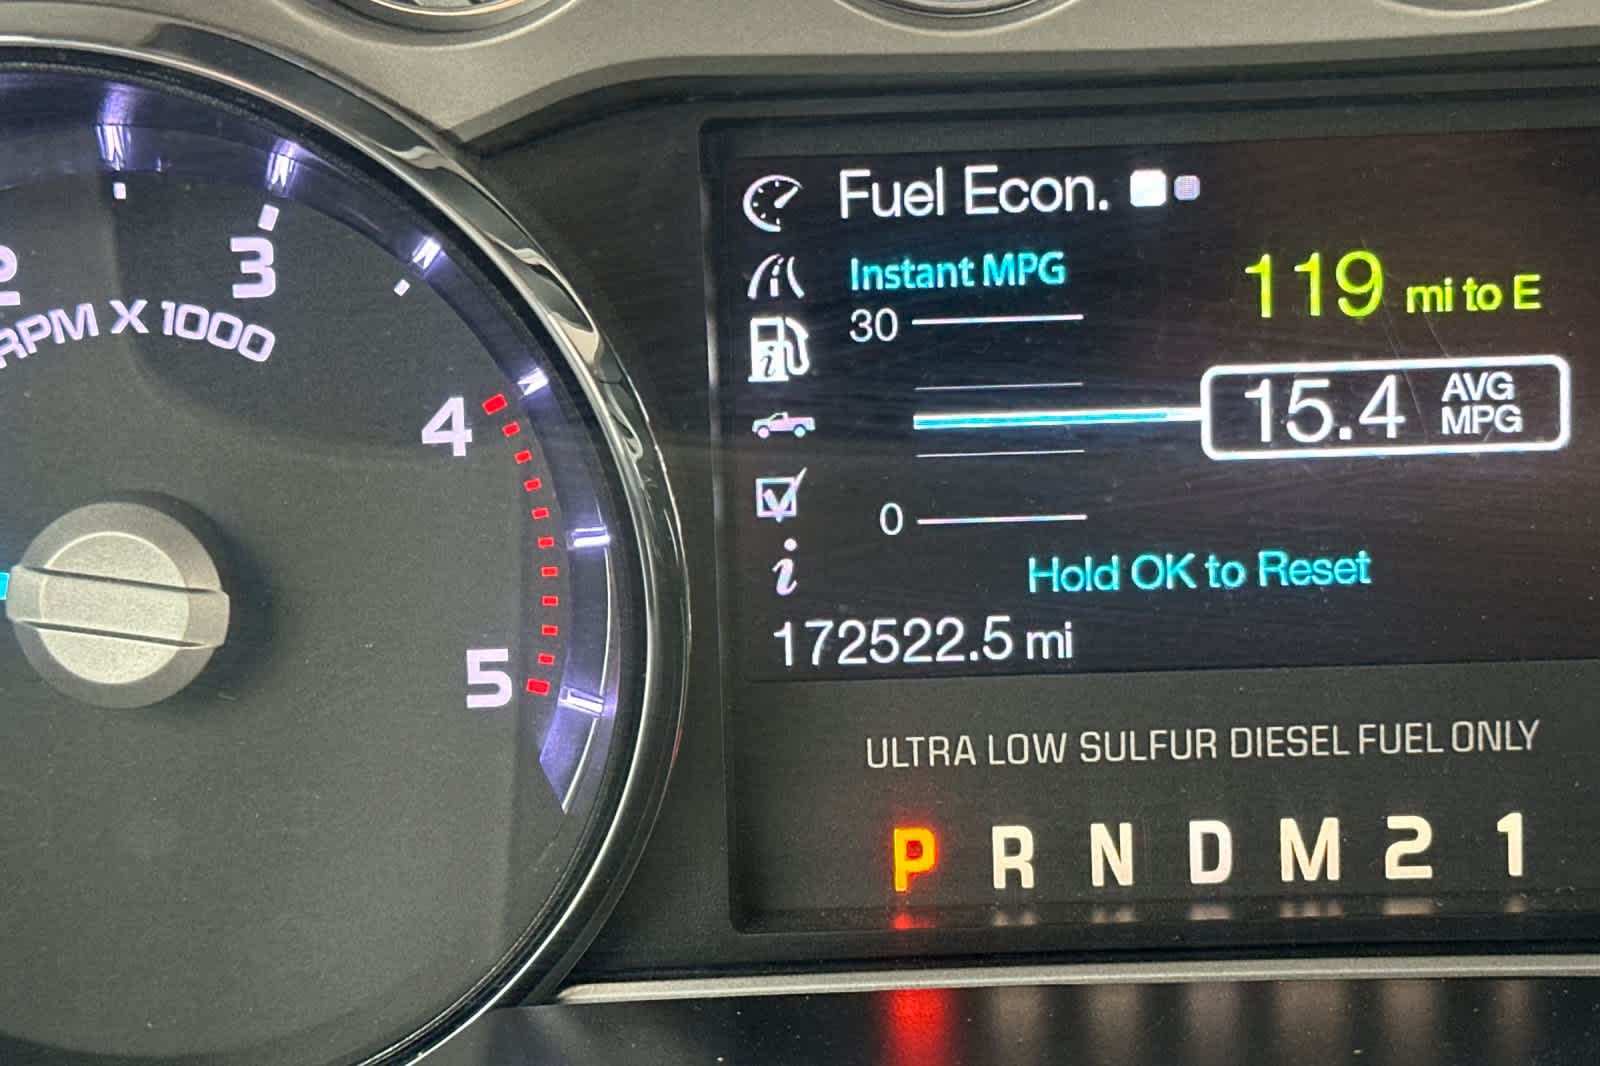 2
3
RPM X 1000
4
5
Fuel Econ.
Instant MPG
30
119 mi to E
15.4 AVG MPG
0
Hold OK to Reset
172522.5 mi
ULTRA LOW SULFUR DIESEL FUEL ONLY
P R N D M 2 1